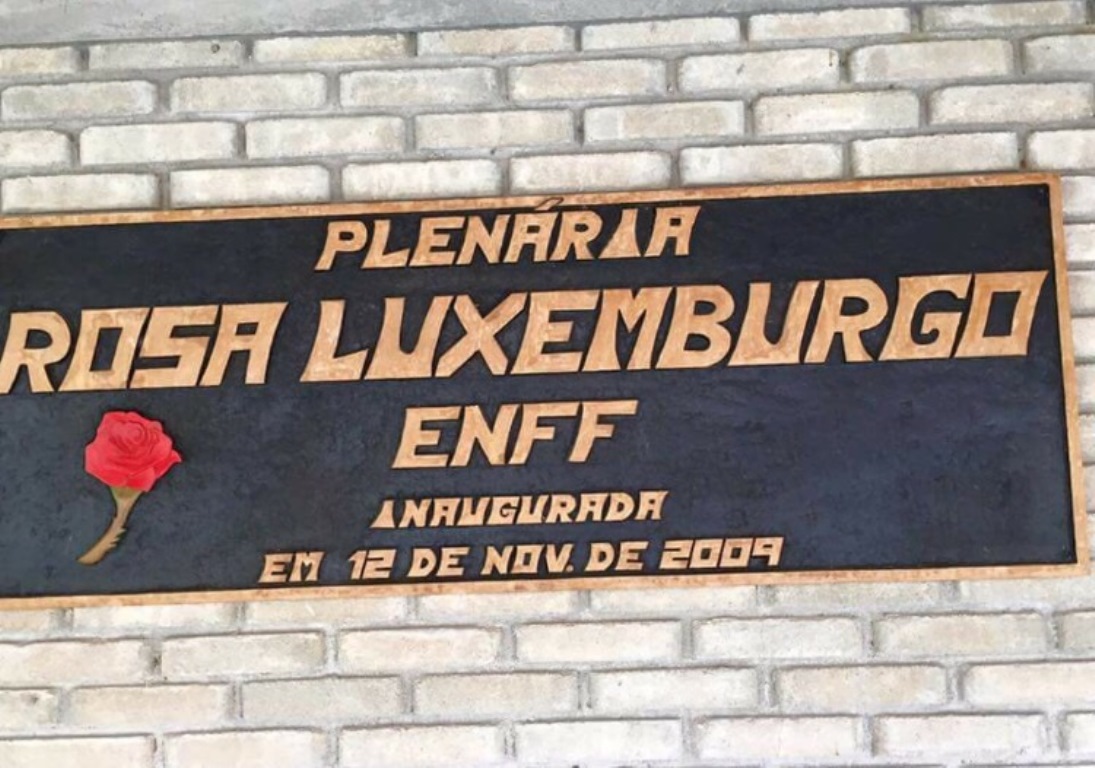 PLENÁRIA
ROSA LUXEMBURGO
ENFF
INAUGURADA
EM 12 DE NOV. DE 2009